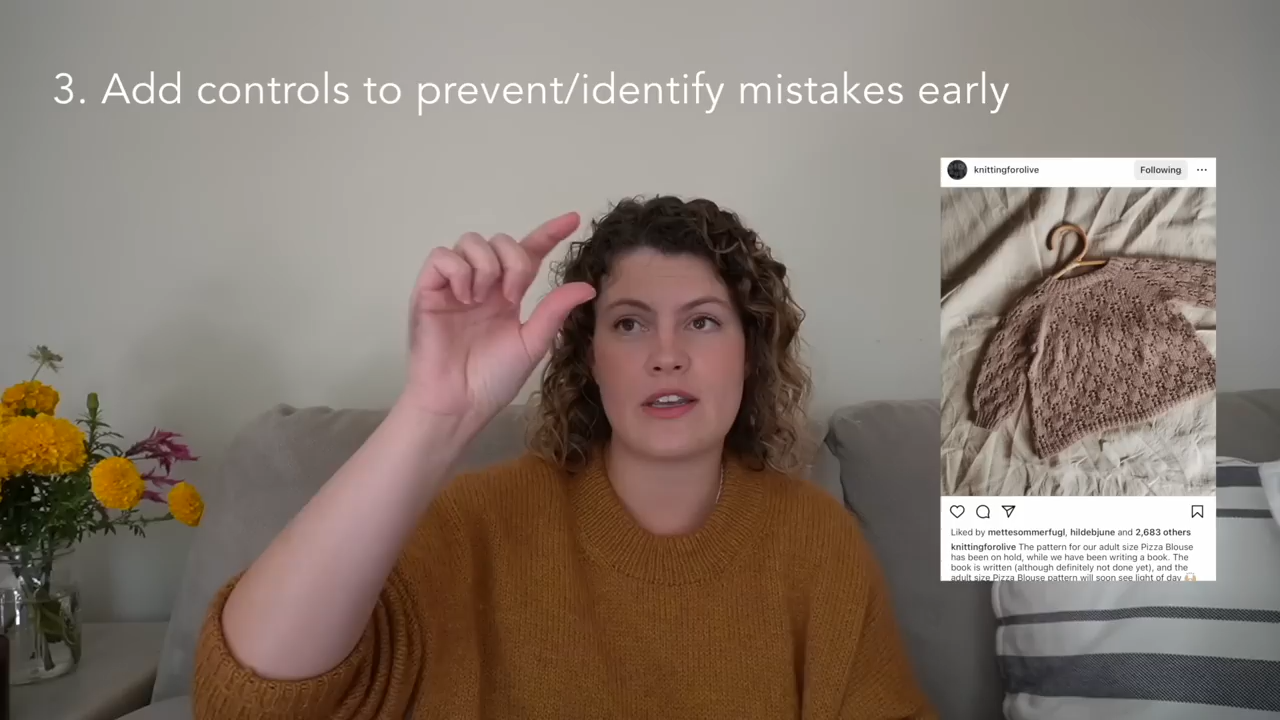 3. Add controls to prevent/identify mistakes early
knittingforolive
Following
Liked by mettesommerfugl, hildebjune and 2,683 others
knittingforolive The pattern for our adult size Pizza Blouse
has been on hold, while we have been writing a book. The
book is written (although definitely not done yet), and the
adult size Pizza Blouse pattern will soon see light of day